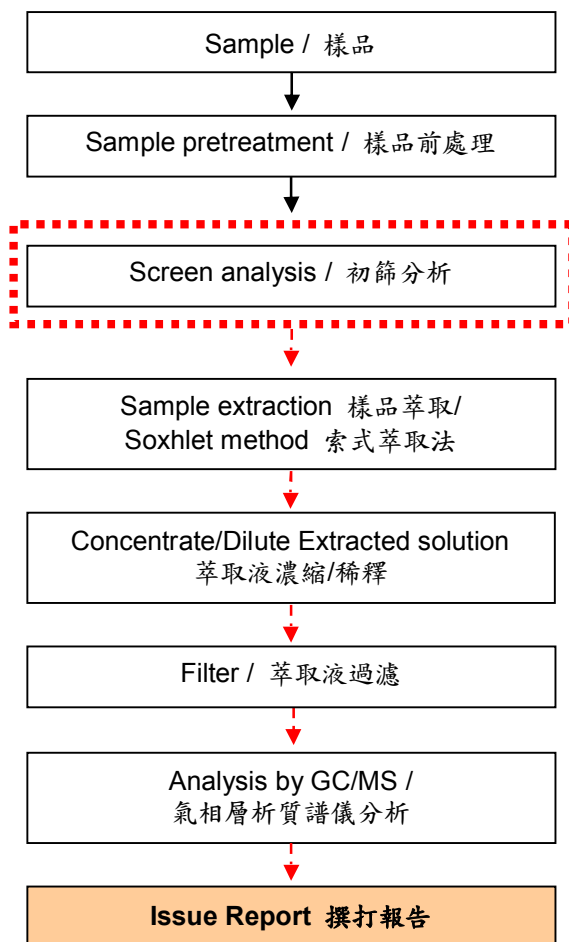 Sample / 樣品
Sample pretreatment / 樣品前處理
Screen analysis / 初篩分析
Sample extraction 樣品萃取/
Soxhlet method 索式萃取法
Concentrate/Dilute Extracted solution
萃取液濃縮/稀釋
Filter / 萃取液過濾
Analysis by GC/MS /
氣相層析質譜儀分析
Issue Report 撰打報告